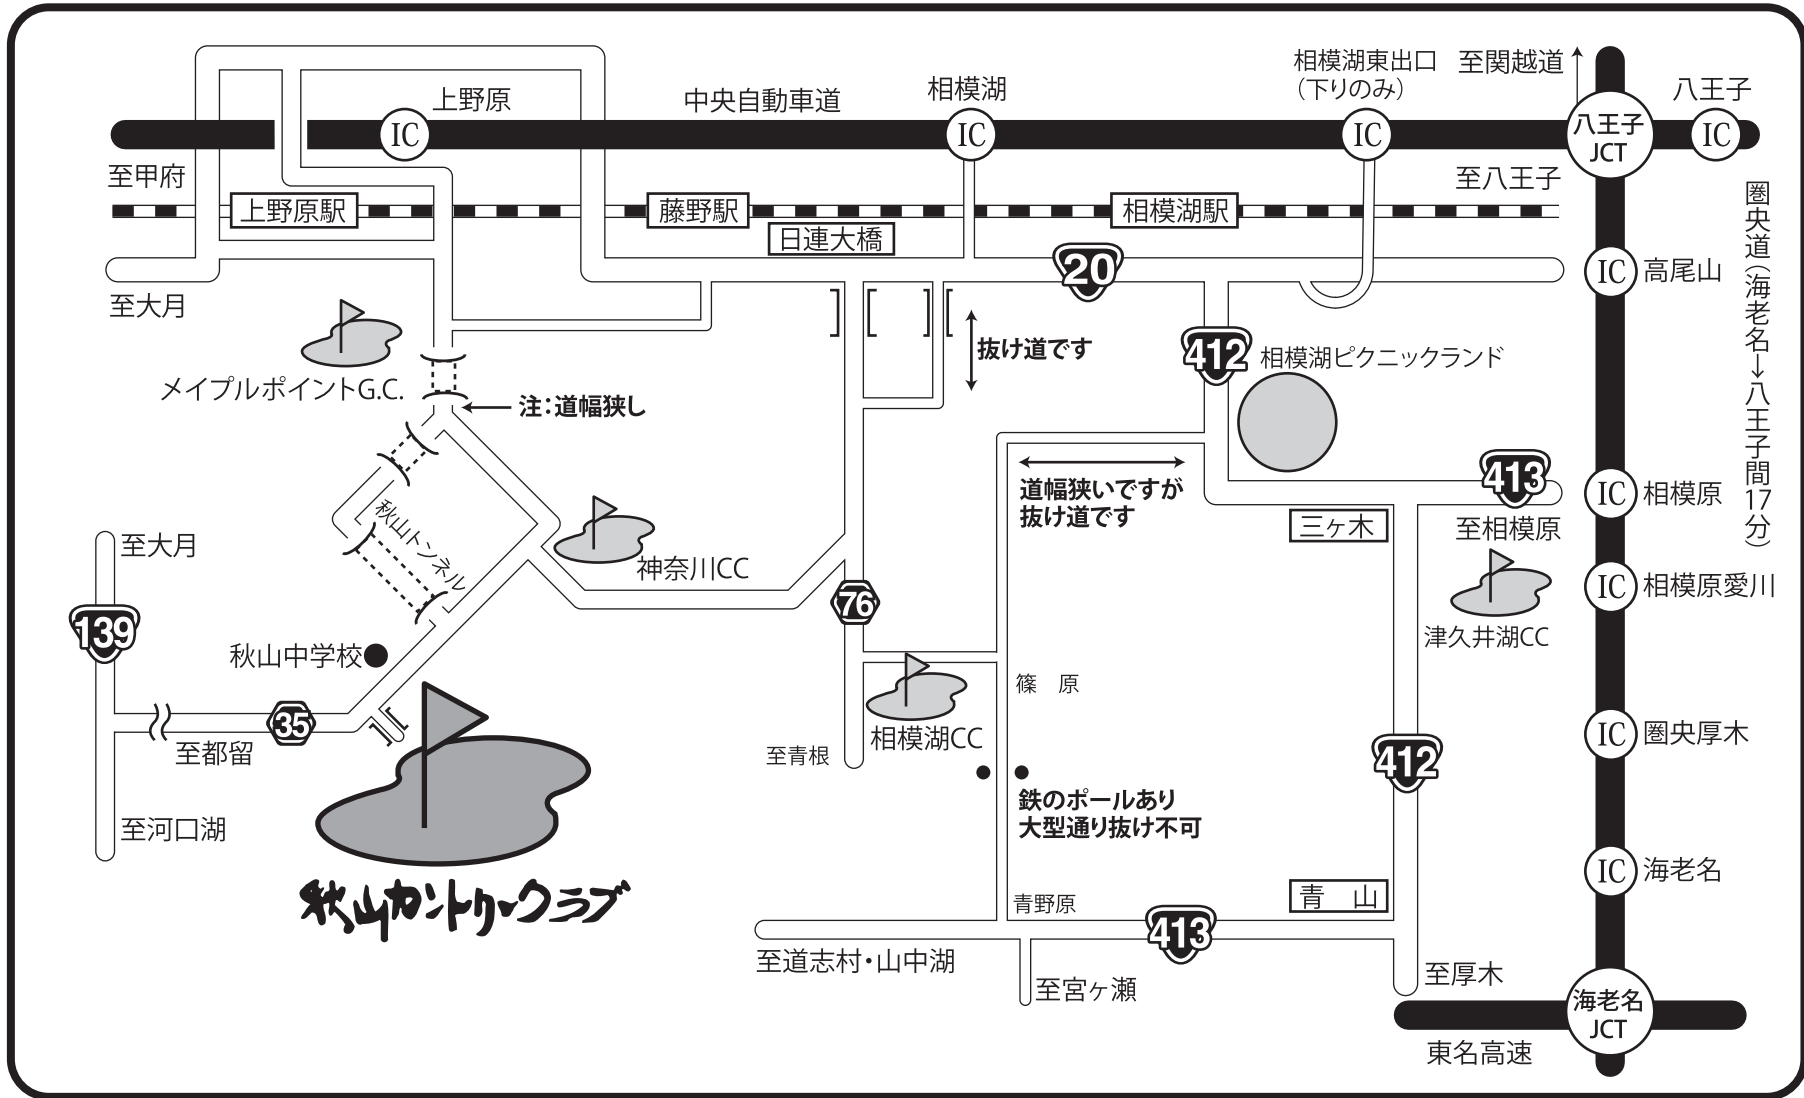 相模湖東出口
(下りのみ)
至関越道
八王子
上野原
中央自動車道
相模湖
IC
IC
IC
八王子
JCT
IC
至甲府
至八王子
上野原駅
藤野駅
相模湖駅
日連大橋
圏央道(海老名→八王子間17分)
20
IC
高尾山
至大月
抜け道です
412
相模湖ピクニックランド
メイプルポイントG.C.
注:道幅狭し
413
道幅狭いですが
抜け道です
IC
相模原
三ヶ木
至相模原
秋山トンネル
至大月
神奈川CC
IC
相模原愛川
76
139
津久井湖CC
秋山中学校
篠 原
35
至都留
相模湖CC
至青根
412
IC
圏央厚木
鉄のポールあり
大型通り抜け不可
至河口湖
IC
海老名
秋山カントリークラブ
青野原
青 山
413
至道志村・山中湖
至宮ヶ瀬
至厚木
海老名
JCT
東名高速